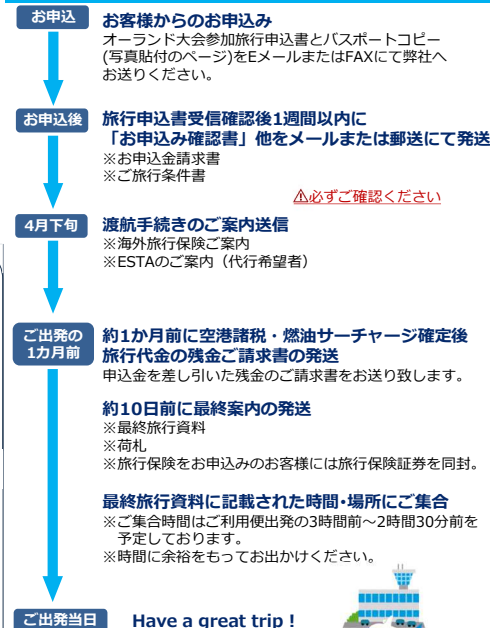 お申込
お客様からのお申込み
オーランド大会参加旅行申込書とパスポートコピー
(写真貼付のページ)をEメールまたはFAXにて弊社へ
お送りください。
お申込後
旅行申込書受信確認後1週間以内に
「お申込み確認書」他をメールまたは郵送にて発送
※お申込金請求書
※ご旅行条件書
⚠必ずご確認ください
4月下旬
渡航手続きのご案内送信
※海外旅行保険ご案内
※ESTAのご案内（代行希望者）
ご出発の
1カ月前
約1か月前に空港諸税・燃油サーチャージ確定後
旅行代金の残金ご請求書の発送
申込金を差し引いた残金のご請求書をお送り致します。
約10日前に最終案内の発送
※最終旅行資料
※荷札
※旅行保険をお申込みのお客様には旅行保険証券を同封。
最終旅行資料に記載された時間･場所にご集合
※ご集合時間はご利用便出発の3時間前～2時間30分前を
予定しております。
※時間に余裕をもってお出かけください。
ご出発当日
Have a great trip !